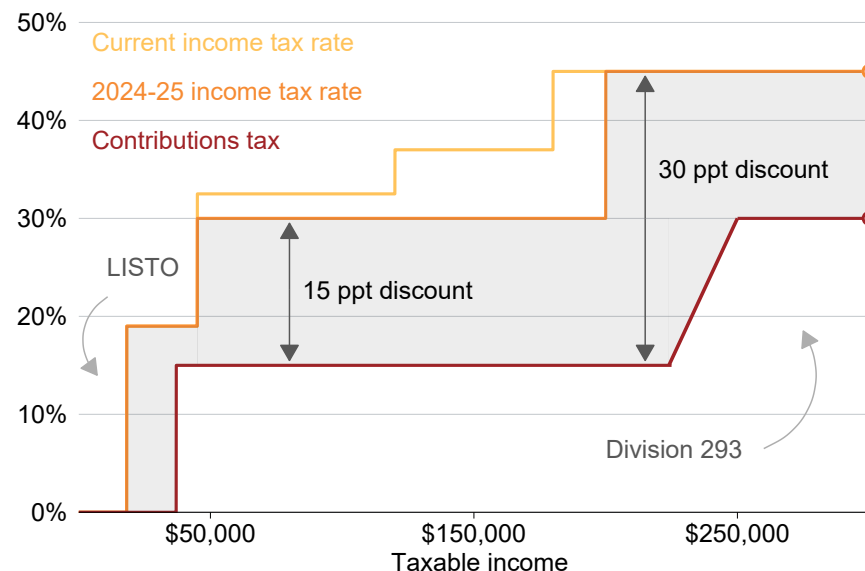 50%
Current income tax rate
2024-25 income tax rate
40%
Contributions tax
30 ppt discount
30%
LISTO
15 ppt discount
20%
10%
Division 293
0%
$50,000
$150,000
$250,000
Taxable income